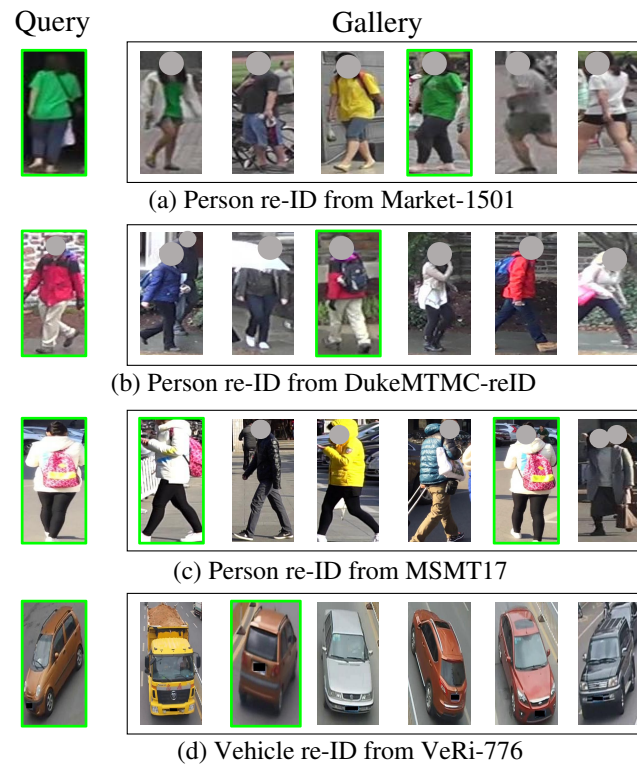 Query Gallery
(a) Person re-ID from Market-1501
(b) Person re-ID from DukeMTMC-reID
(c) Person re-ID from MSMT17
(d) Vehicle re-ID from VeRi-776